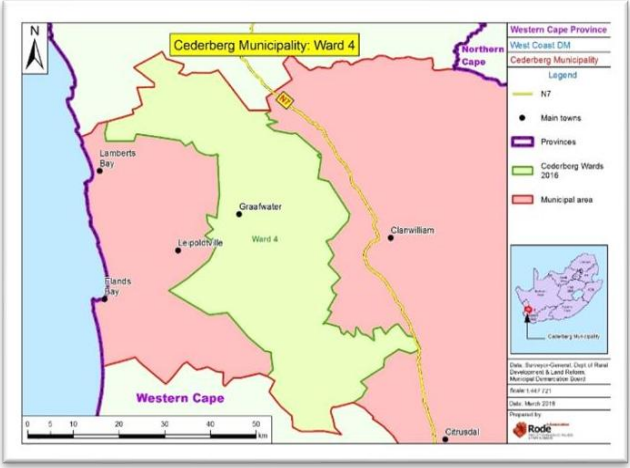 N
Cederberg Municipality: Ward 4
Northern
Cape
N7
Lamberts
Bay
Graafwater
Leipoldtville
Ward 4
Clanwilliam
Elands
Bay
Western Cape
Citrusdal
0 5 10 20 30 40 50
km
Western Cape Province
West Coast DM
Cederberg Municipality
Legend
N7
Main towns
Provinces
Cederberg Wards
2016
Municipal area
Cederberg Municipality
Data: Surveyor-General, Dept of Rural
Development & Land Reform,
Municipal Demarcation Board
Date: March 2019
Prepared by:
Rode